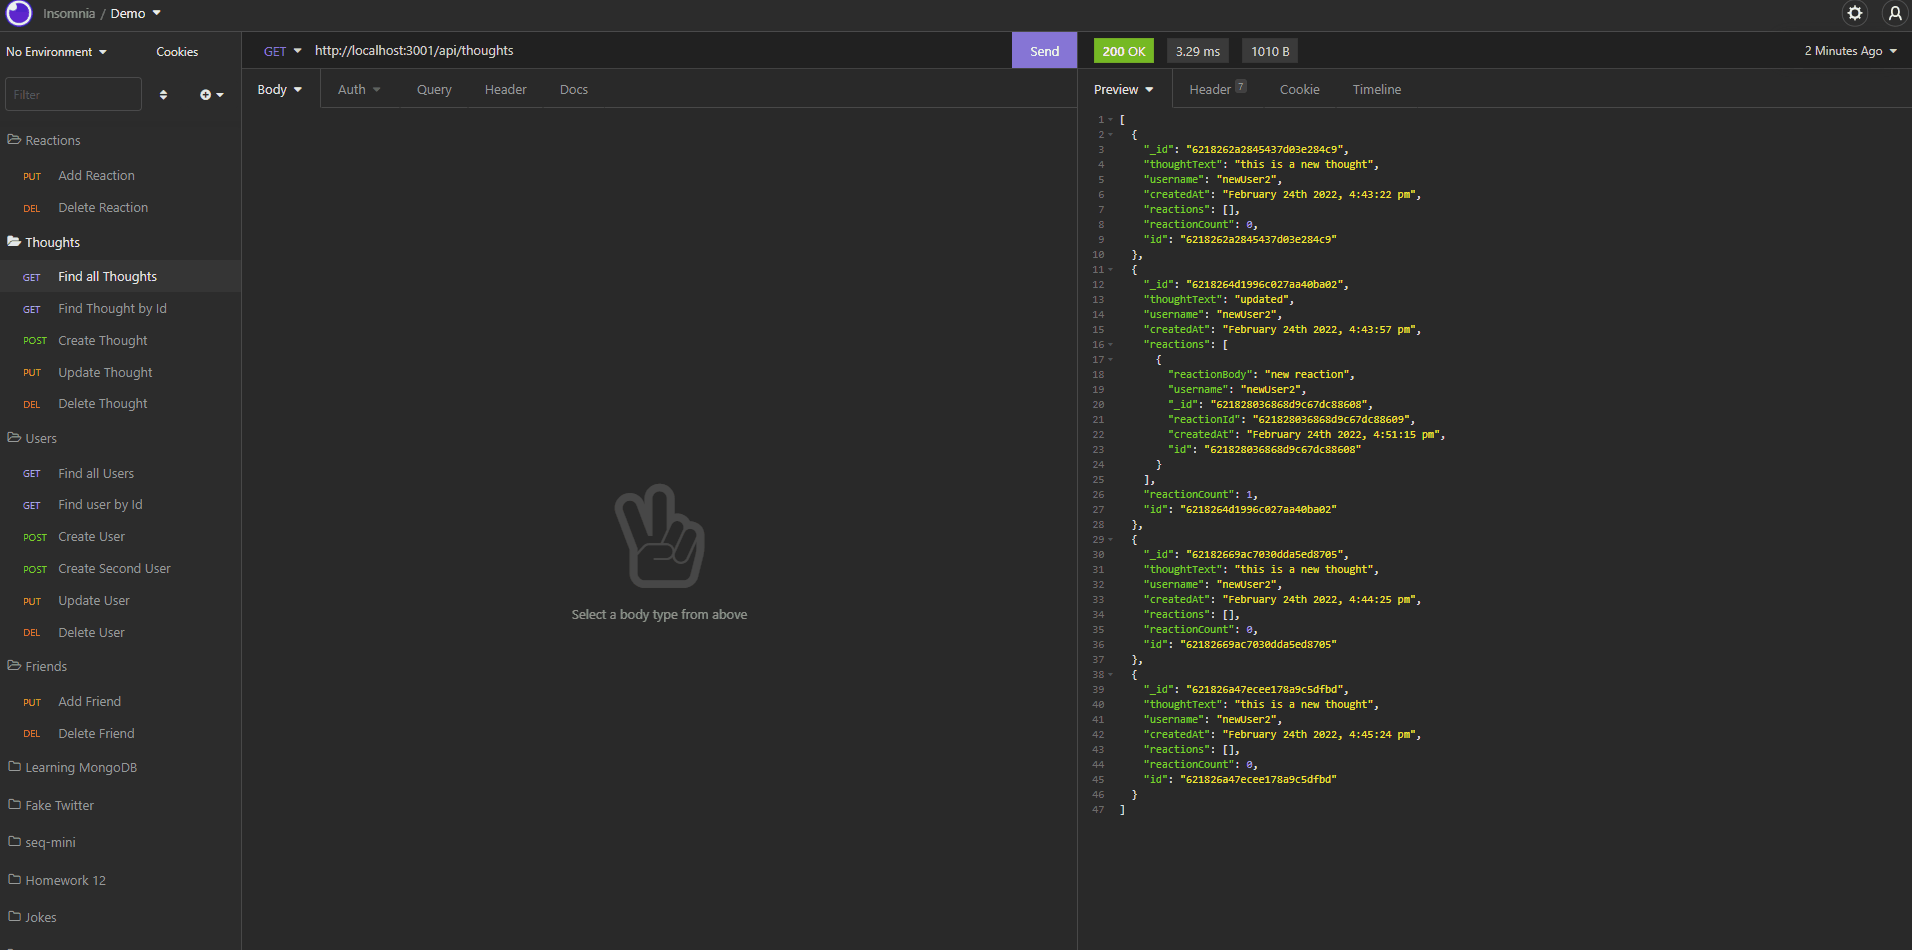 Insomnia / Demo
No Environment
Cookies
Filter
Reactions
PUT Add Reaction
DEL Delete Reaction
Thoughts
GET Find all Thoughts
GET Find Thought by Id
POST Create Thought
PUT Update Thought
DEL Delete Thought
Users
GET Find all Users
GET Find user by Id
POST Create User
POST Create Second User
PUT Update User
DEL Delete User
Friends
PUT Add Friend
DEL Delete Friend
Learning MongoDB
Fake Twitter
seq-mini
Homework 12
Jokes
GET http://localhost:3001/api/thoughts Send
Body Auth Query Header Docs
Select a body type from above
200 OK 3.29 ms 1010 B 2 Minutes Ago
Preview Header 7 Cookie Timeline
1 [
2 {
3 "_id": "6218262a2845437d03e284c9",
4 "thoughtText": "this is a new thought",
5 "username": "newUser2",
6 "createdAt": "February 24th 2022, 4:43:22 pm",
7 "reactions": [],
8 "reactionCount": 0,
9 "id": "6218262a2845437d03e284c9"
10 },
11 {
12 "_id": "6218264d1996c027aa40ba02",
13 "thoughtText": "updated",
14 "username": "newUser2",
15 "createdAt": "February 24th 2022, 4:43:57 pm",
16 "reactions": [
17 {
18 "reactionBody": "new reaction",
19 "username": "newUser2",
20 "_id": "621828036868d9c67dc88608",
21 "reactionId": "621828036868d9c67dc88609",
22 "createdAt": "February 24th 2022, 4:51:15 pm",
23 "id": "621828036868d9c67dc88608"
24 }
25 ],
26 "reactionCount": 1,
27 "id": "6218264d1996c027aa40ba02"
28 },
29 {
30 "_id": "62182669ac7030dda5ed8705",
31 "thoughtText": "this is a new thought",
32 "username": "newUser2",
33 "createdAt": "February 24th 2022, 4:44:25 pm",
34 "reactions": [],
35 "reactionCount": 0,
36 "id": "62182669ac7030dda5ed8705"
37 },
38 {
39 "_id": "621826a47ecee178a9c5dfbd",
40 "thoughtText": "this is a new thought",
41 "username": "newUser2",
42 "createdAt": "February 24th 2022, 4:45:24 pm",
43 "reactions": [],
44 "reactionCount": 0,
45 "id": "621826a47ecee178a9c5dfbd"
46 }
47 ]